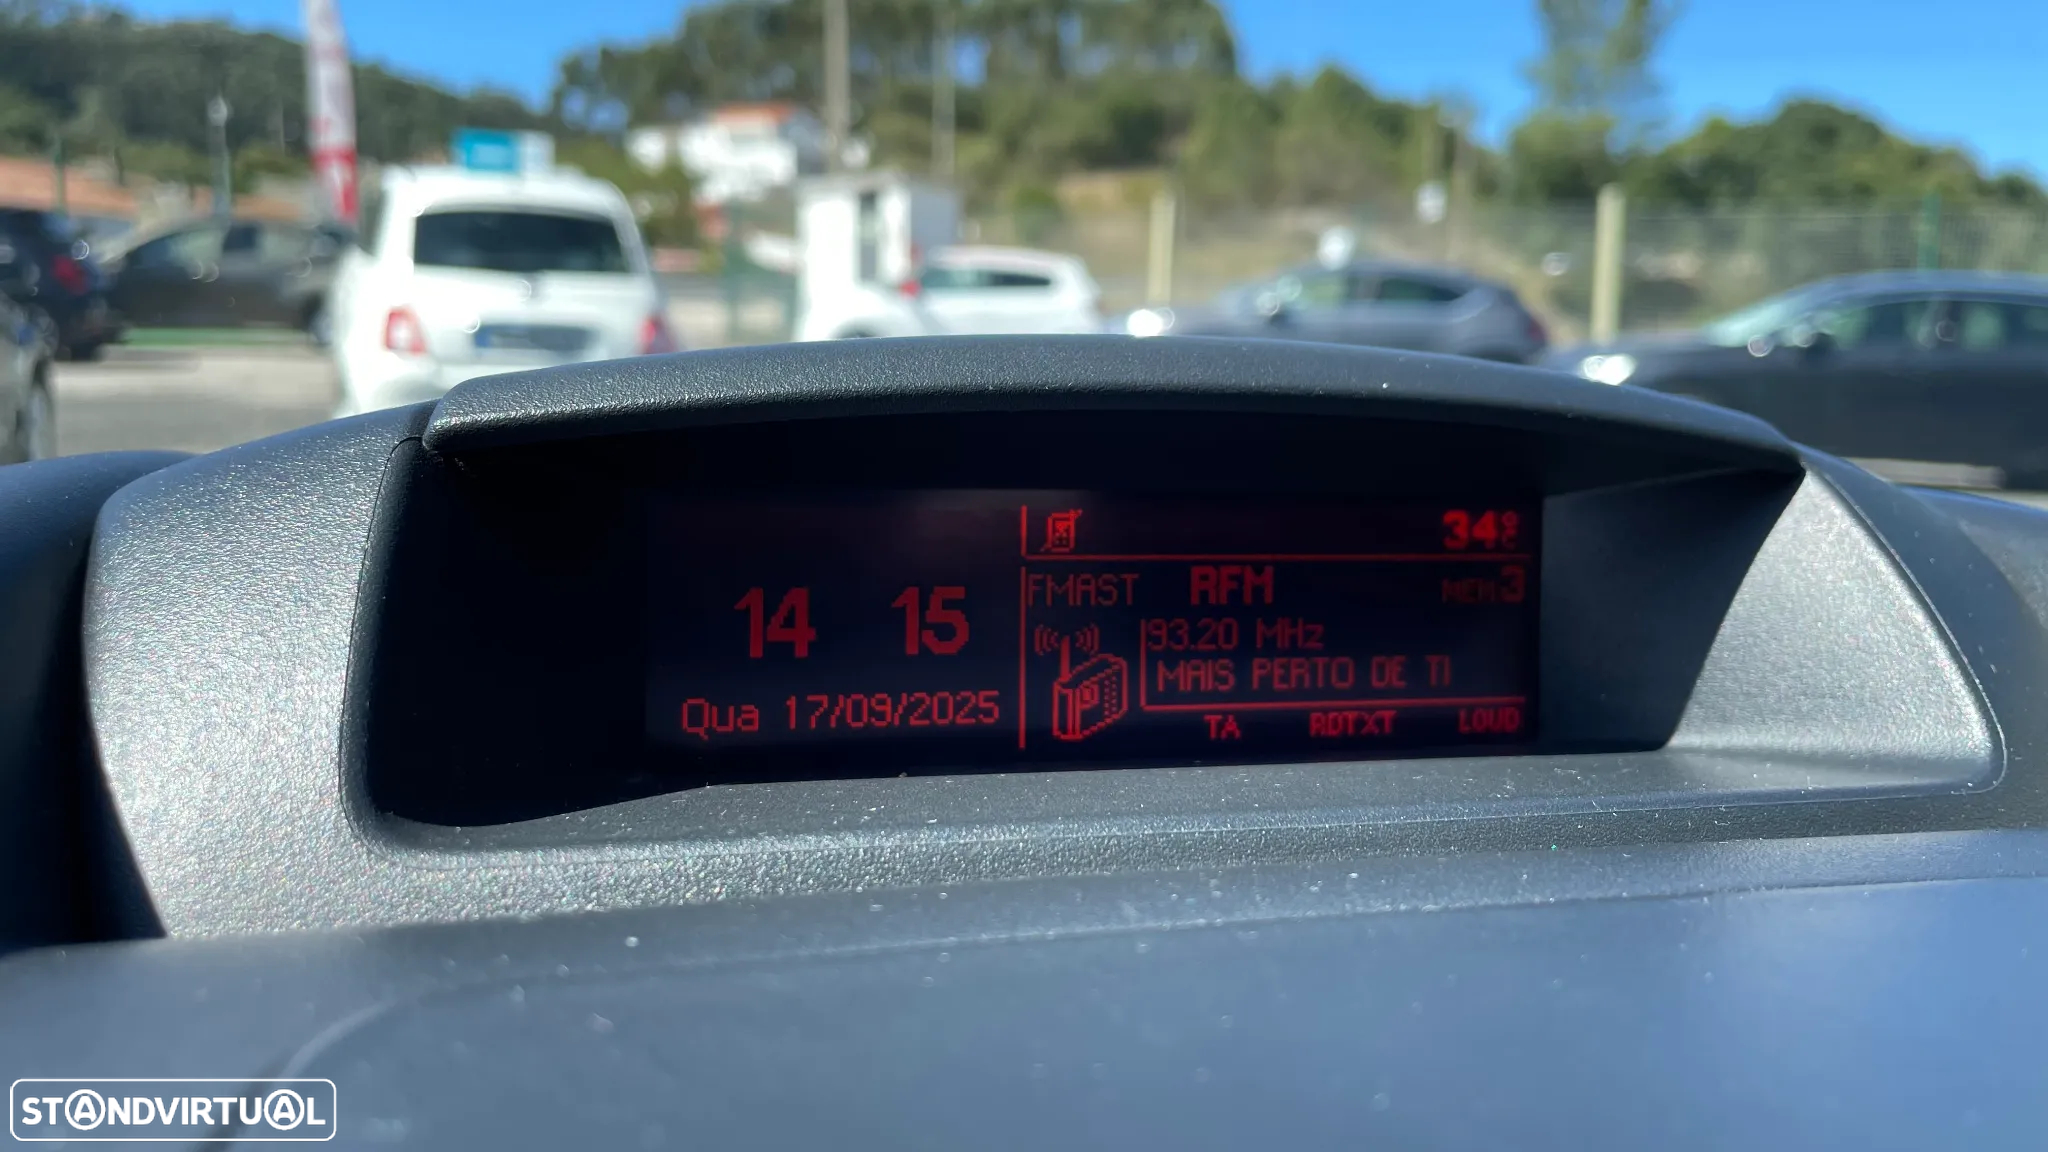 34°C
FMAST RFM MEM 3
14 15
93.20 MHz
MAIS PERTO DE TI
Qua 17/09/2025
TA RDTXT LOUD
STANDVIRTUAL